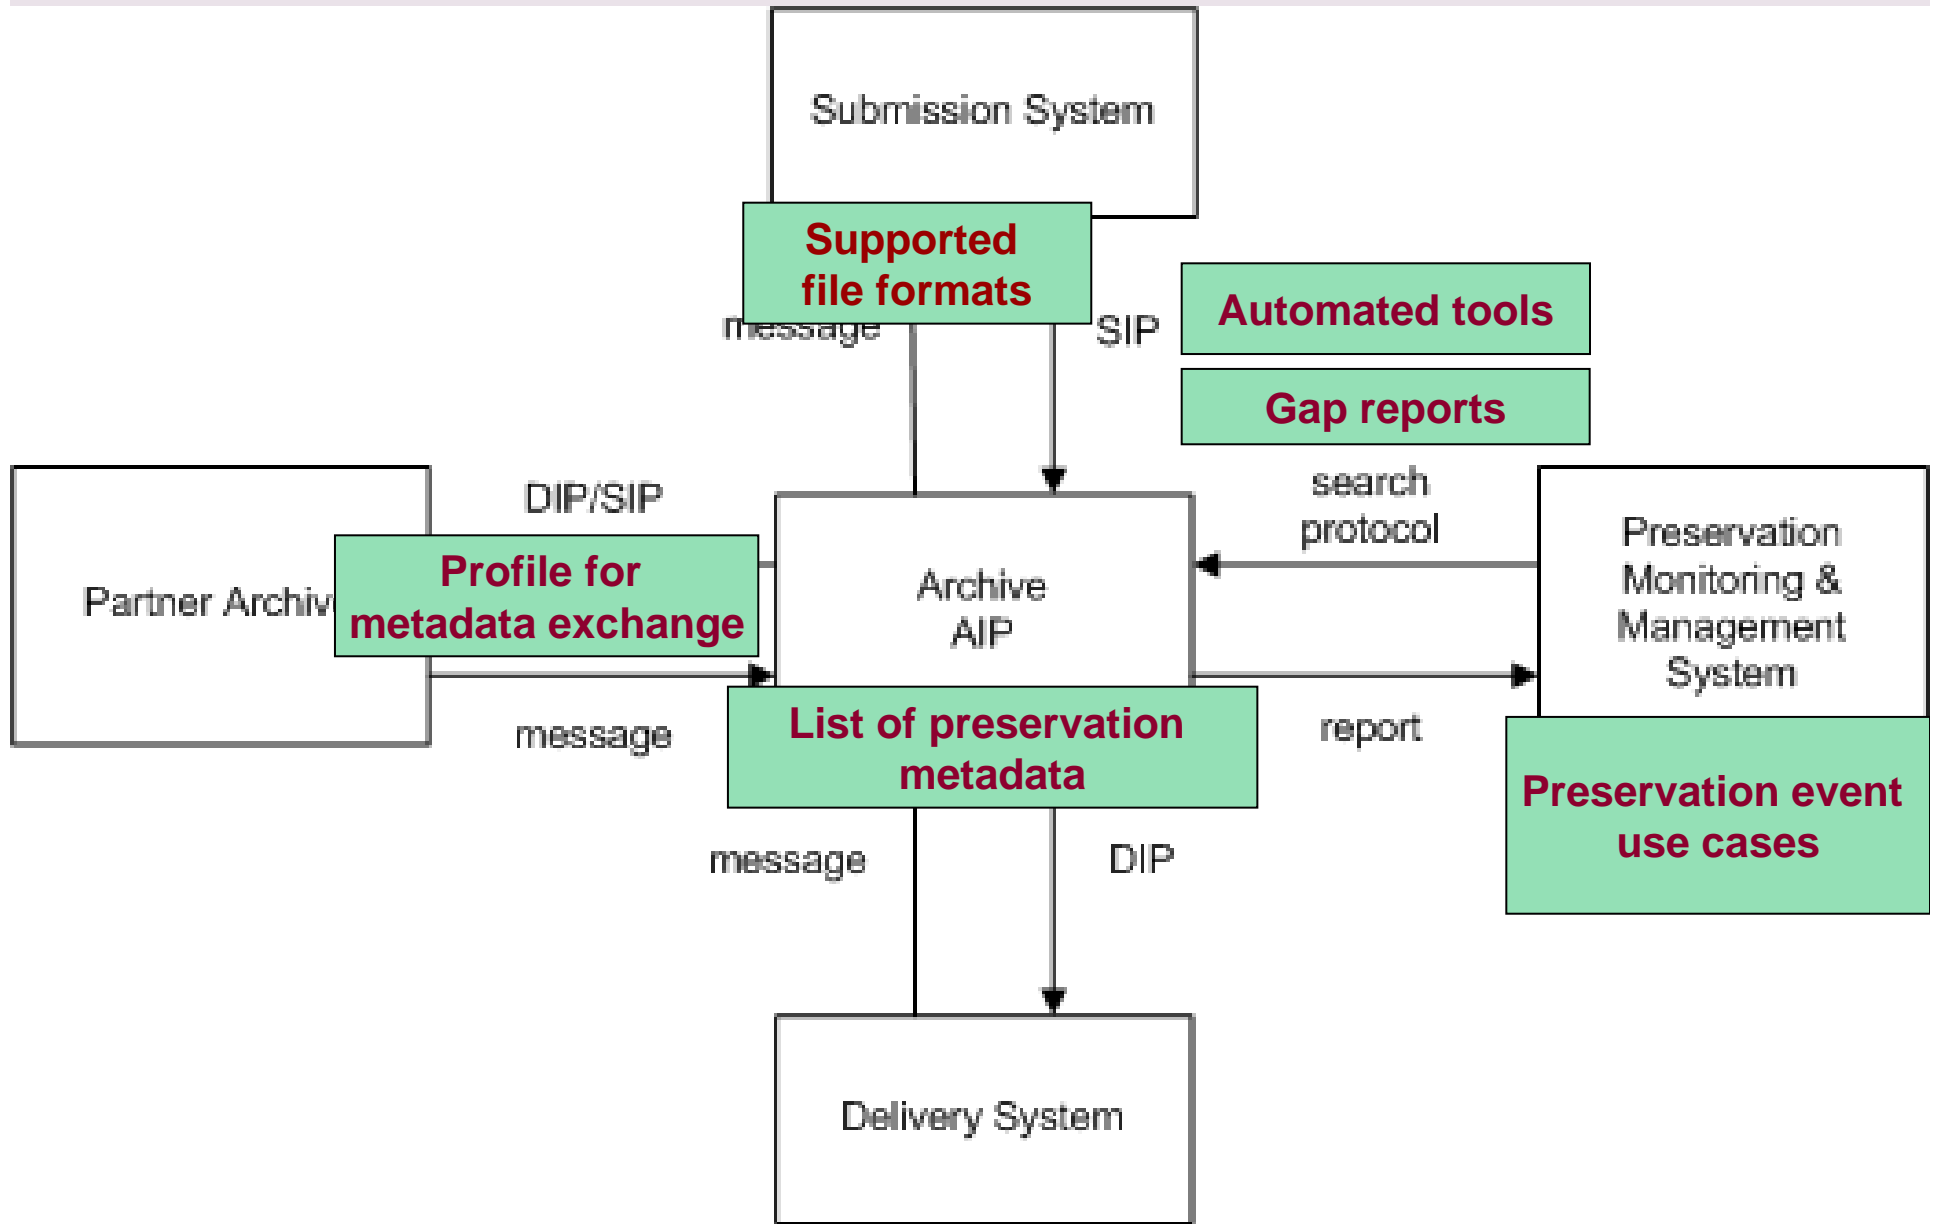 Submission System
Supported
file formats
message
SIP
Automated tools
Gap reports
DIP/SIP
search
protocol
Partner Archiv
Profile for
metadata exchange
Archive
AIP
Preservation
Monitoring &
Management
System
message
List of preservation
metadata
report
Preservation event
use cases
message
DIP
Delivery System